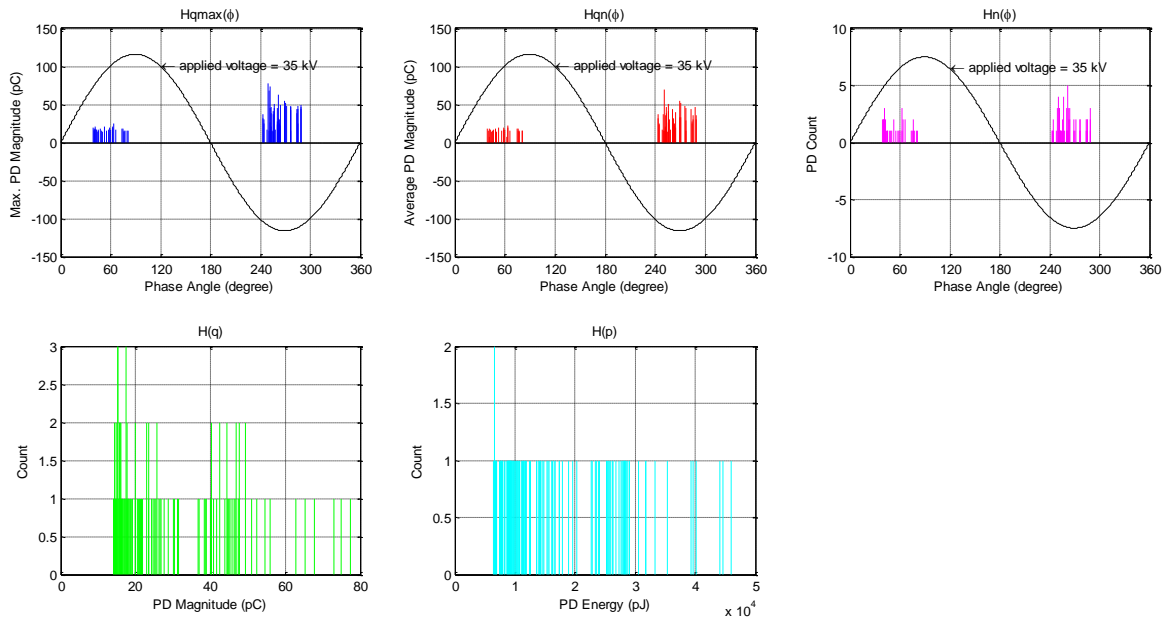 Hqmax(ϕ)
Max. PD Magnitude (pC)
150
100
50
0
-50
-100
-150
← applied voltage = 35 kV
0 60 120 180 240 300 360
Phase Angle (degree)
Hqn(ϕ)
Average PD Magnitude (pC)
150
100
50
0
-50
-100
-150
← applied voltage = 35 kV
0 60 120 180 240 300 360
Phase Angle (degree)
Hn(ϕ)
PD Count
10
5
0
-5
-10
← applied voltage = 35 kV
0 60 120 180 240 300 360
Phase Angle (degree)
H(q)
Count
3
2.5
2
1.5
1
0.5
0
0 20 40 60 80
PD Magnitude (pC)
H(p)
Count
2
1.5
1
0.5
0
0 1 2 3 4 5
PD Energy (pJ)
x 10⁴